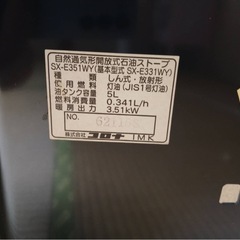 自然通気形開放式石油ストーブ
SX-E351WY(基本型式 SX-E331WY)
種類 しん式・放射形
使用燃料 灯油(JIS1号灯油)
油タンク容量 5L
燃料消費量 0.341L/h
暖房出力 3.51kW
NO.
株式会社 コロナ IMK